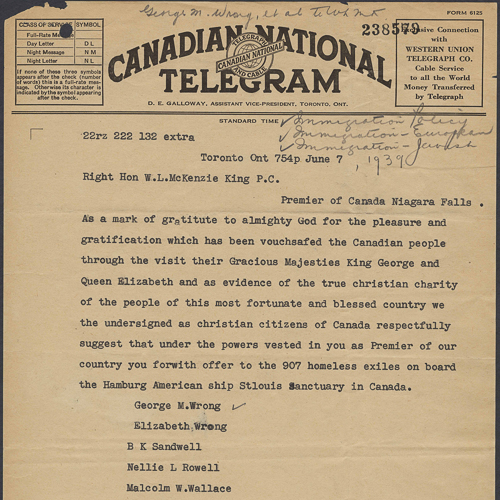 George M. Wrong, et al
FORM 6125
238579
CLASS OF SERVICE SYMBOL
Full-Rate Message
Day Letter D L
Night Message N M
Night Letter N L
If none of these three symbols
appears after the check (number
of words) this is a full-rate mes-
sage. Otherwise its character is
indicated by the symbol appearing
after the check.
CANADIAN NATIONAL
TELEGRAPH
CANADIAN NATIONAL
AND CABLE
TELEGRAM
D. E. GALLOWAY, ASSISTANT VICE-PRESIDENT, TORONTO, ONT.
Exclusive Connection
with
WESTERN UNION
TELEGRAPH CO.
Cable Service
to all the World
Money Transferred
by Telegraph
STANDARD TIME
Immigration Policy
Immigration-European
Immigration-Jewish
22rz 222 132 extra
Toronto Ont 754p June 7, 1939
Right Hon W.L.McKenzie King P.C.
Premier of Canada Niagara Falls .
As a mark of gratitute to almighty God for the pleasure and
gratification which has been vouchsafed the Canadian people
through the visit their Gracious Majesties King George and
Queen Elizabeth and as evidence of the true christian charity
of the people of this most fortunate and blessed country we
the undersigned as christian citizens of Canada respectfully
suggest that under the powers vested in you as Premier of our
country you forwith offer to the 907 homeless exiles on board
the Hamburg American ship Stlouis Sanctuary in Canada.
George M.Wrong
Elizabeth Wrong
B K Sandwell
Nellie L Rowell
Malcolm W.Wallace